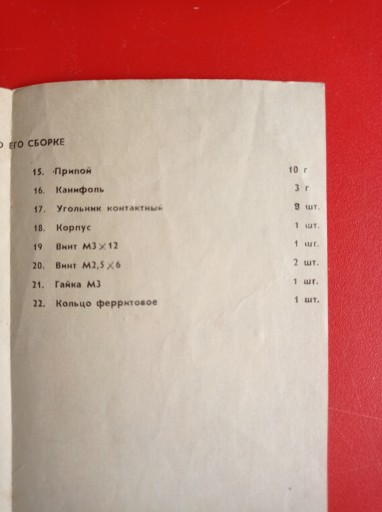 О ЕГО СБОРКЕ
15. Припой 10 г
16. Канифоль 3 г
17. Угольник контактный шт.
18. Корпус 1 шт.
19 Винт М3×12 1 шт.
20. Винт М2,5×6 2 шт.
21. Гайка М3 1 шт.
22. Кольцо ферритовое 1 шт.